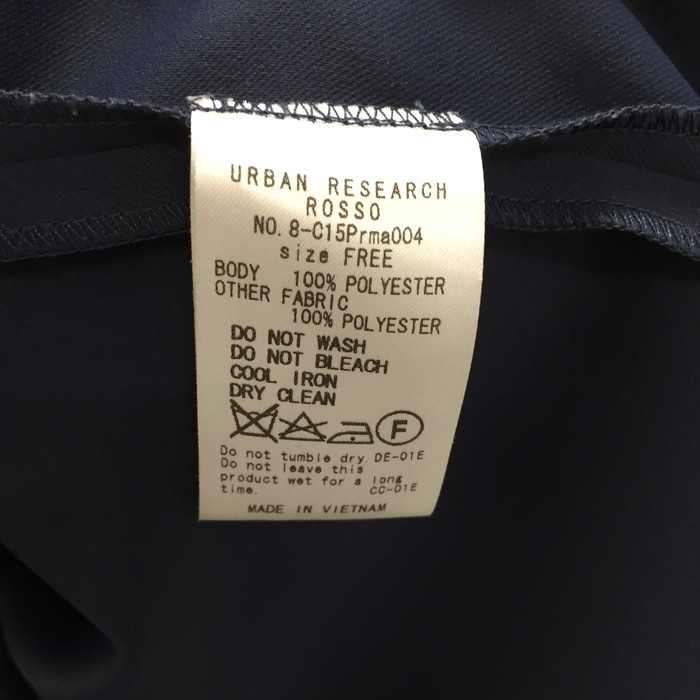 URBAN RESEARCH
ROSSO
NO. 8-C15Prma004
size FREE
BODY 100% POLYESTER
OTHER FABRIC
100% POLYESTER
DO NOT WASH
DO NOT BLEACH
COOL IRON
DRY CLEAN
F
Do not tumble dry. DE-01E
Do not leave this
product wet for a long
time. CC-01E
MADE IN VIETNAM